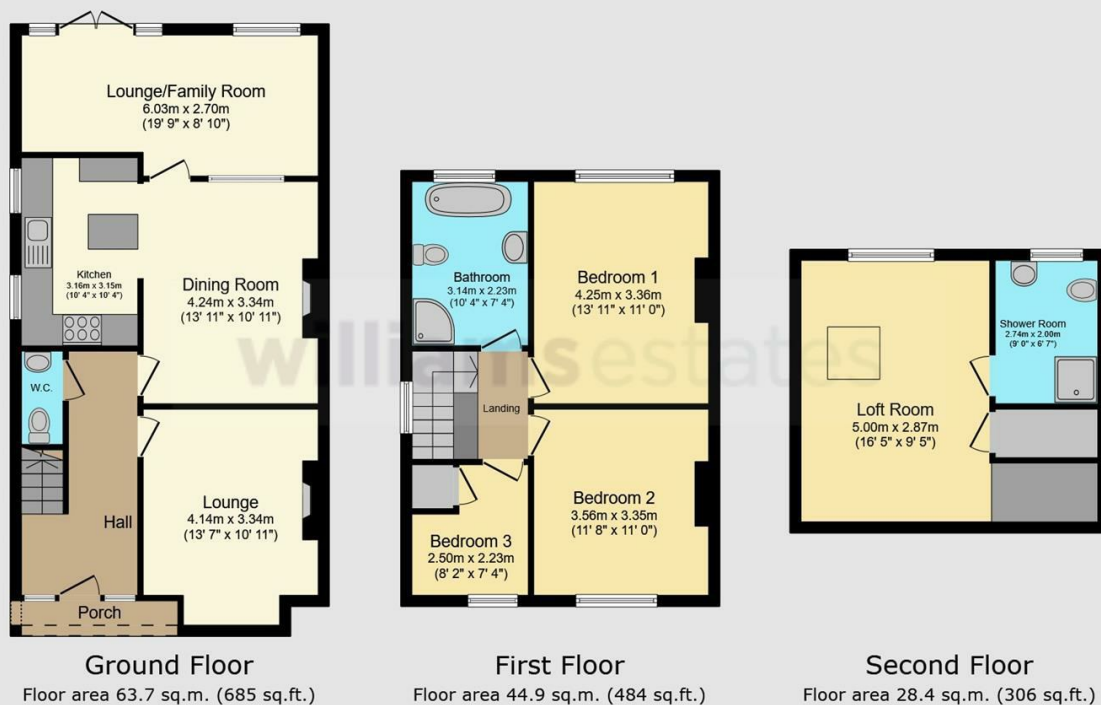 Lounge/Family Room
6.03m x 2.70m
(19' 9" x 8' 10")
Kitchen
3.16m x 3.15m
(10' 4" x 10' 4")
Dining Room
4.24m x 3.34m
(13' 11" x 10' 11")
W.C.
Lounge
4.14m x 3.34m
(13' 7" x 10' 11")
Hall
Porch
Ground Floor
Floor area 63.7 sq.m. (685 sq.ft.)
Bathroom
3.14m x 2.23m
(10' 4" x 7' 4")
Bedroom 1
4.25m x 3.36m
(13' 11" x 11' 0")
Landing
Bedroom 2
3.56m x 3.35m
(11' 8" x 11' 0")
Bedroom 3
2.50m x 2.23m
(8' 2" x 7' 4")
First Floor
Floor area 44.9 sq.m. (484 sq.ft.)
Shower Room
2.74m x 2.00m
(9' 0" x 6' 7")
Loft Room
5.00m x 2.87m
(16' 5" x 9' 5")
Second Floor
Floor area 28.4 sq.m. (306 sq.ft.)
williamsestates